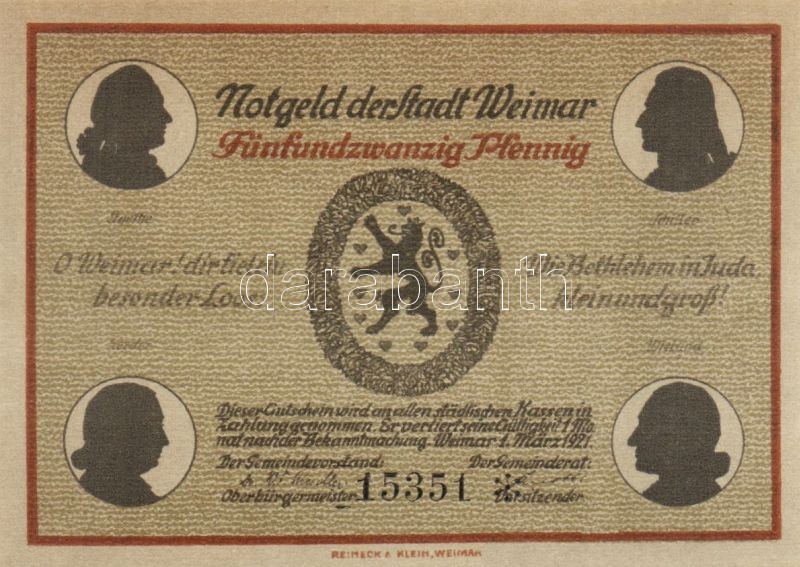 Notgeld der Stadt Weimar
Fünfundzwanzig Pfennig
Goethe
Schiller
O Weimar! dir fiel ein
besonder Los
Wie Bethlehem in Juda,
klein und groß!
darabanth
Herder
Wieland
Dieser Gutschein wird an allen städtischen Kassen in
Zahlung genommen. Er verliert seine Gültigkeit 1 Mo
nat nach der Bekanntmachung. Weimar 1. März 1921.
Der Gemeindevorstand:
Der Gemeinderat:
Oberbürgermeister
15351 *
Vorsitzender
REINECK & KLEIN, WEIMAR